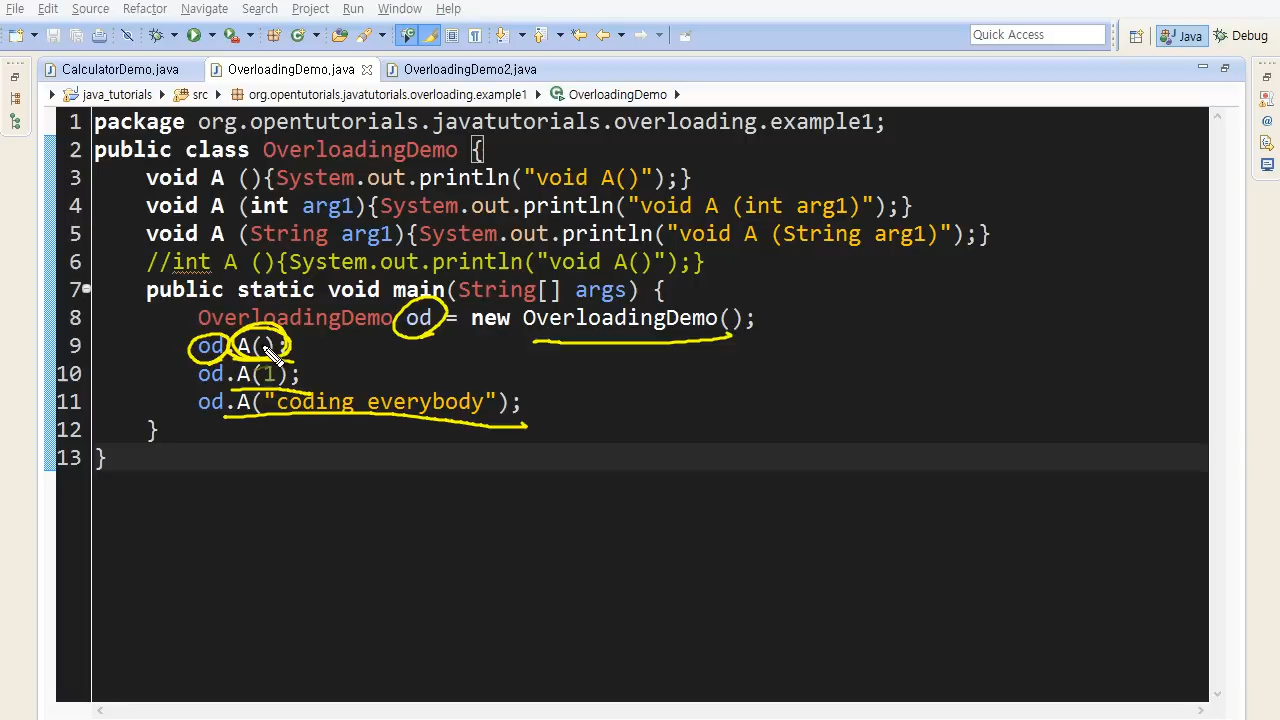 File Edit Source Refactor Navigate Search Project Run Window Help
Quick Access Java Debug
CalculatorDemo.java OverloadingDemo.java OverloadingDemo2.java
java_tutorials src org.opentutorials.javatutorials.overloading.example1 OverloadingDemo
1 package org.opentutorials.javatutorials.overloading.example1;
2 public class OverloadingDemo {
3 void A (){System.out.println("void A()");}
4 void A (int arg1){System.out.println("void A (int arg1)");}
5 void A (String arg1){System.out.println("void A (String arg1)");}
6 //int A (){System.out.println("void A()");}
7 public static void main(String[] args) {
8 OverloadingDemo od = new OverloadingDemo();
9 od.A();
10 od.A(1);
11 od.A("coding everybody");
12 }
13 }